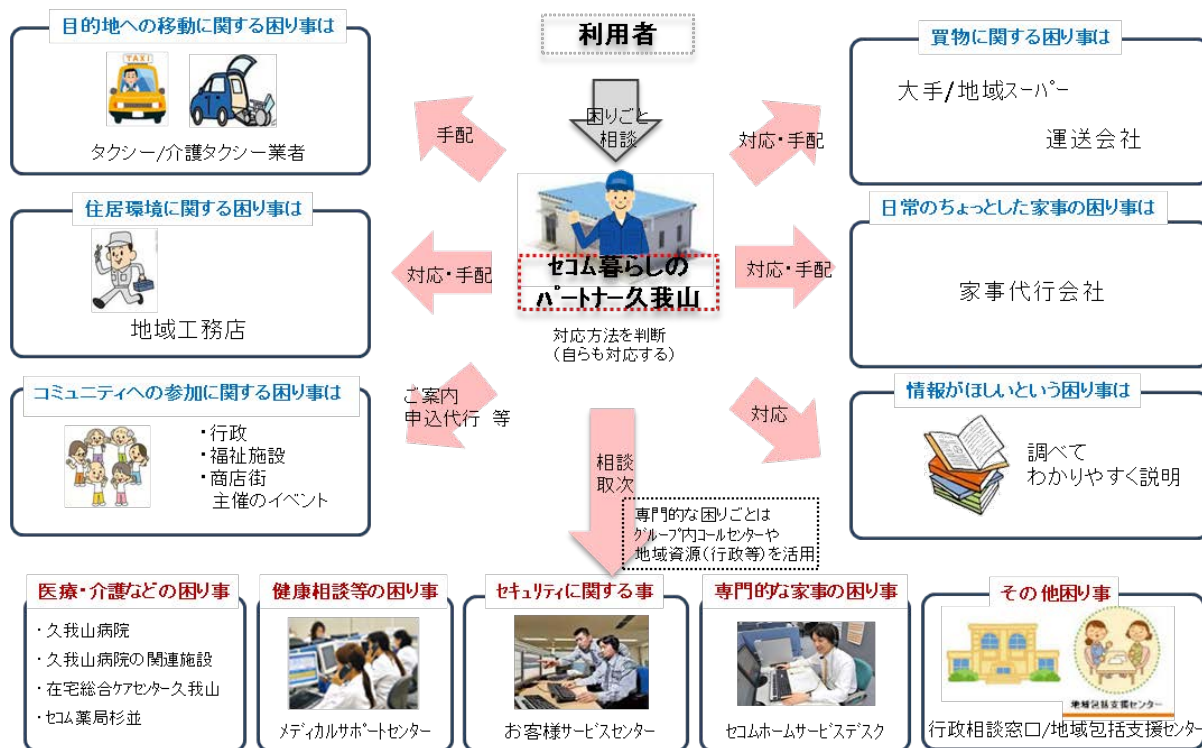 利用者
困りごと
相談
目的地への移動に関する困り事は
TAXI
タクシー/介護タクシー業者
手配
買物に関する困り事は
大手/地域スーパー
運送会社
対応・手配
住居環境に関する困り事は
地域工務店
対応・手配
セコム暮らしの
パートナー久我山
対応方法を判断
(自らも対応する)
対応・手配
日常のちょっとした家事の困り事は
家事代行会社
コミュニティへの参加に関する困り事は
・行政
・福祉施設
・商店街
主催のイベント
ご案内
申込代行 等
対応
情報がほしいという困り事は
調べて
わかりやすく説明
相談
取次
専門的な困りごとは
グループ内コールセンターや
地域資源(行政等)を活用
医療・介護などの困り事
・久我山病院
・久我山病院の関連施設
・在宅総合ケアセンター久我山
・セコム薬局杉並
健康相談等の困り事
メディカルサポートセンター
セキュリティに関する事
お客様サービスセンター
専門的な家事の困り事
セコムホームサービスデスク
その他困り事
地域包括支援センター
行政相談窓口/地域包括支援センター